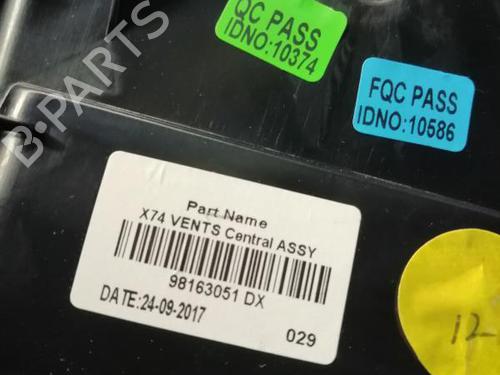 B-PARTS
QC PASS
IDNO:10374
FQC PASS
IDNO:10586
Part Name
X74 VENTS Central ASSY
98163051 DX
DATE:24-09-2017
029
12-